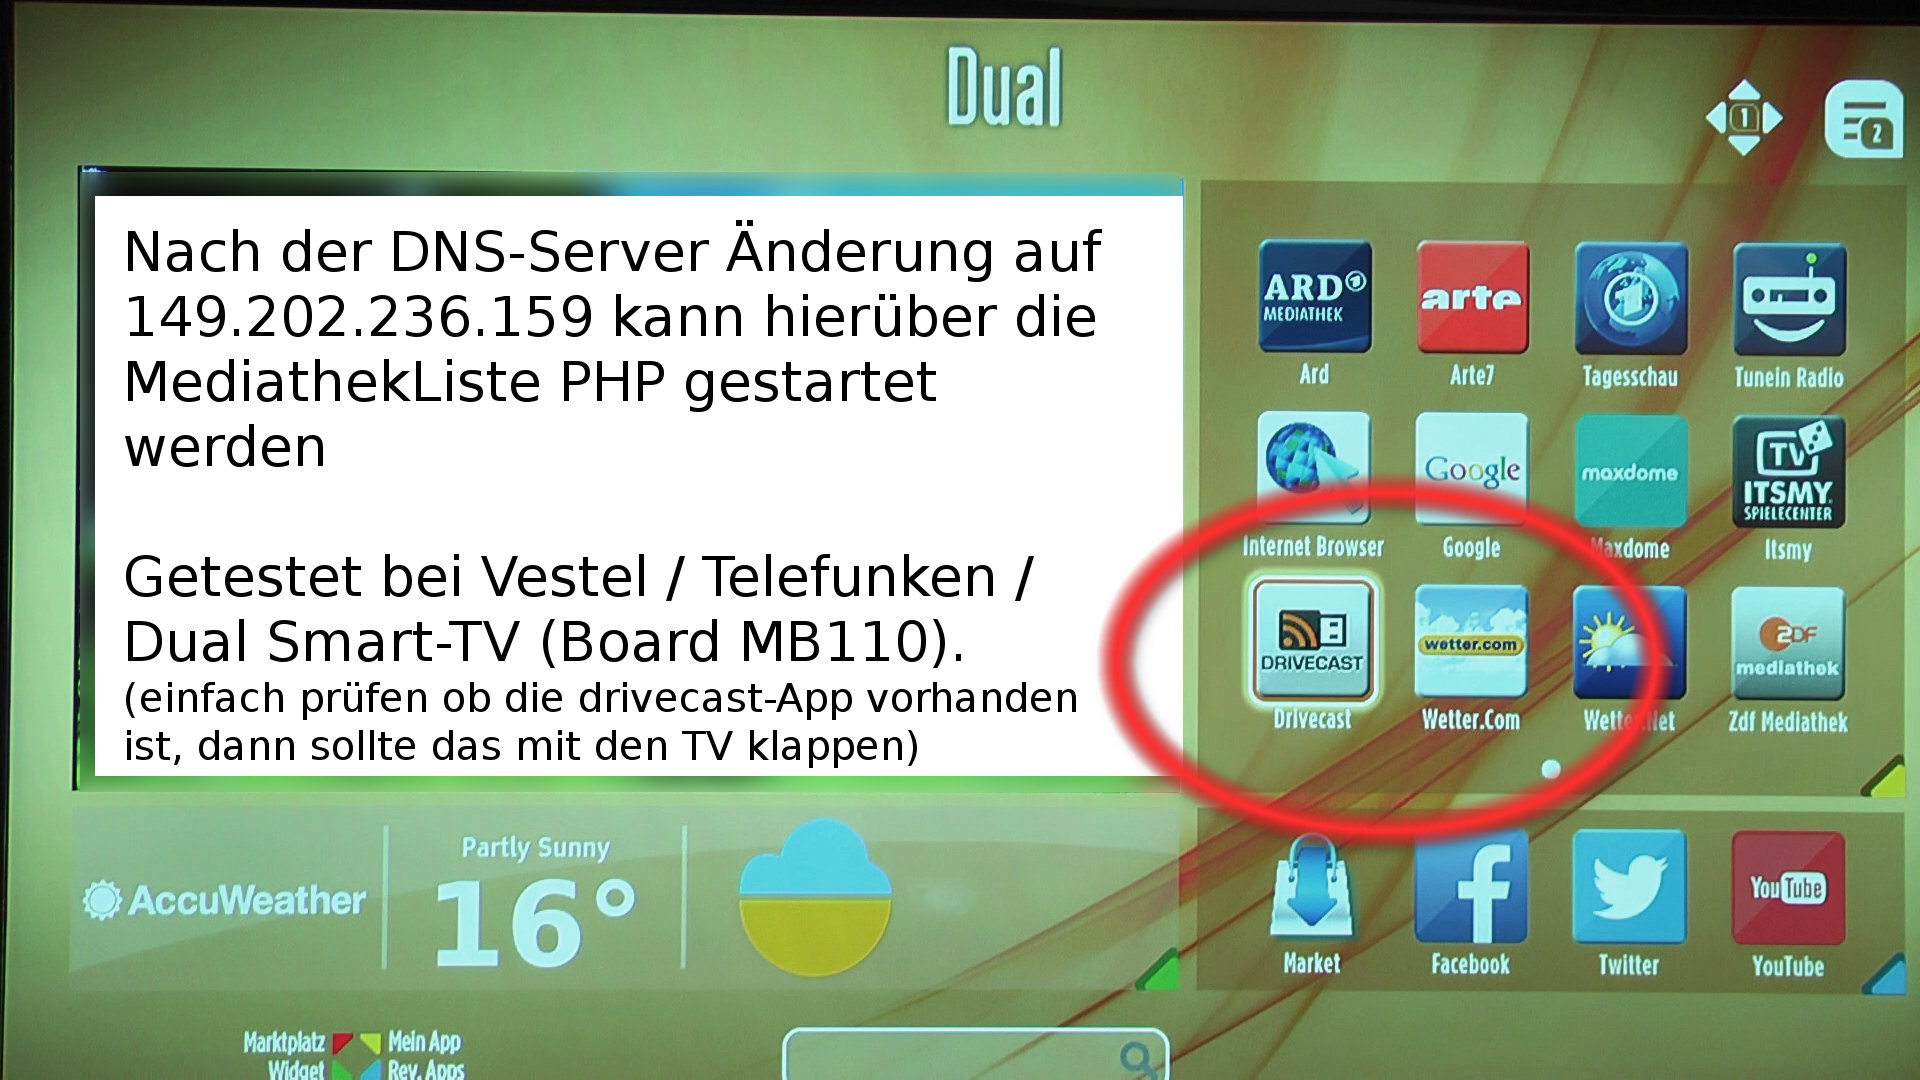 Dual
1
2
Nach der DNS-Server Änderung auf
149.202.236.159 kann hierüber die
MediathekListe PHP gestartet
werden
Getestet bei Vestel / Telefunken /
Dual Smart-TV (Board MB110).
(einfach prüfen ob die drivecast-App vorhanden
ist, dann sollte das mit den TV klappen)
ARD 1
MEDIATHEK
arte
1
Ard
Arte7
Tagesschau
Tunein Radio
Google
maxdome
TV
ITSMY
SPIELECENTER
Internet Browser
Google
Maxdome
Itsmy
DRIVECAST
wetter.com
ZDF
mediathek
Drivecast
Wetter.Com
Wetter.Net
Zdf Mediathek
AccuWeather
Partly Sunny
16°
f
YouTube
Market
Facebook
Twitter
YouTube
Marktplatz
Mein App
Widget
Rev. Apps